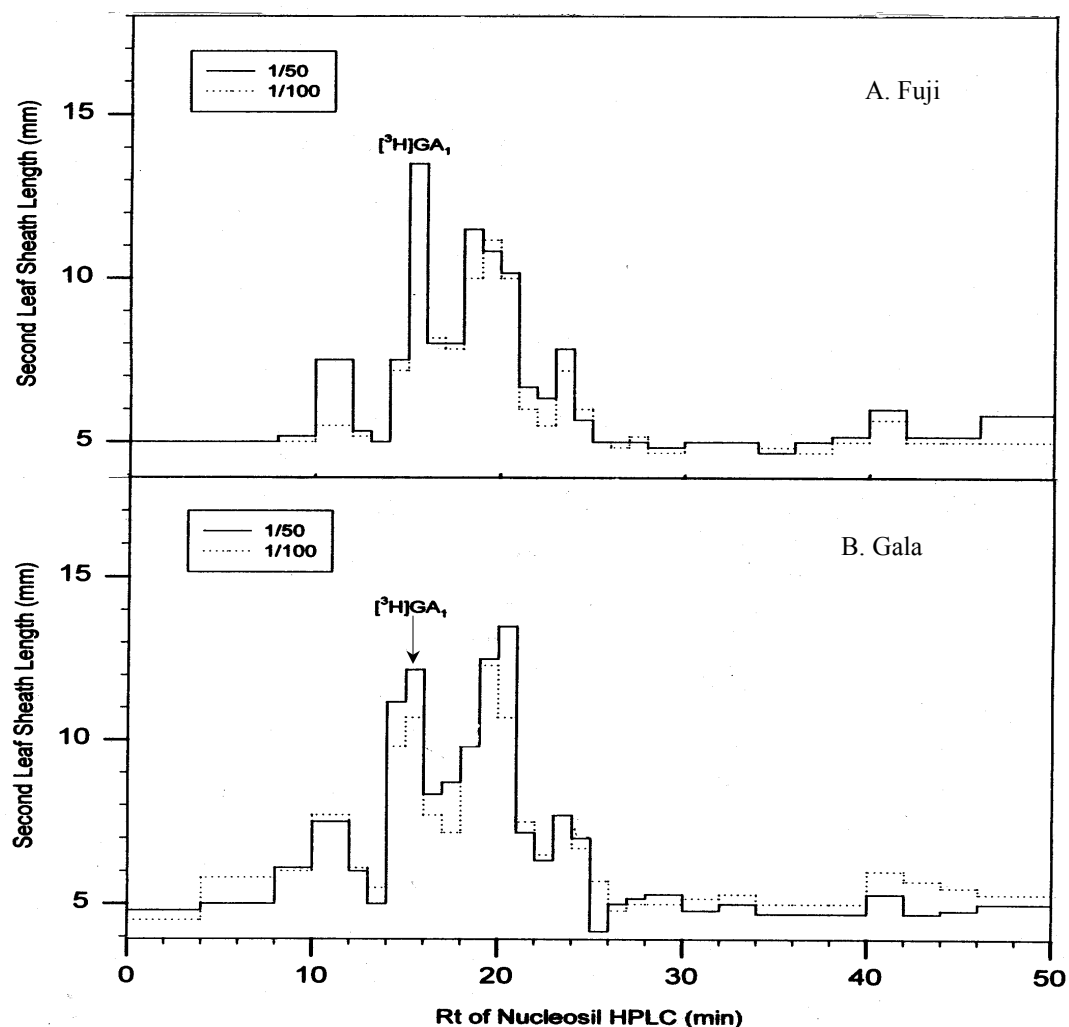 1/50
1/100
A. Fuji
[³H]GA₁
15
10
5
Second Leaf Sheath Length (mm)
1/50
1/100
B. Gala
[³H]GA₁
15
10
5
Second Leaf Sheath Length (mm)
0 10 20 30 40 50
Rt of Nucleosil HPLC (min)